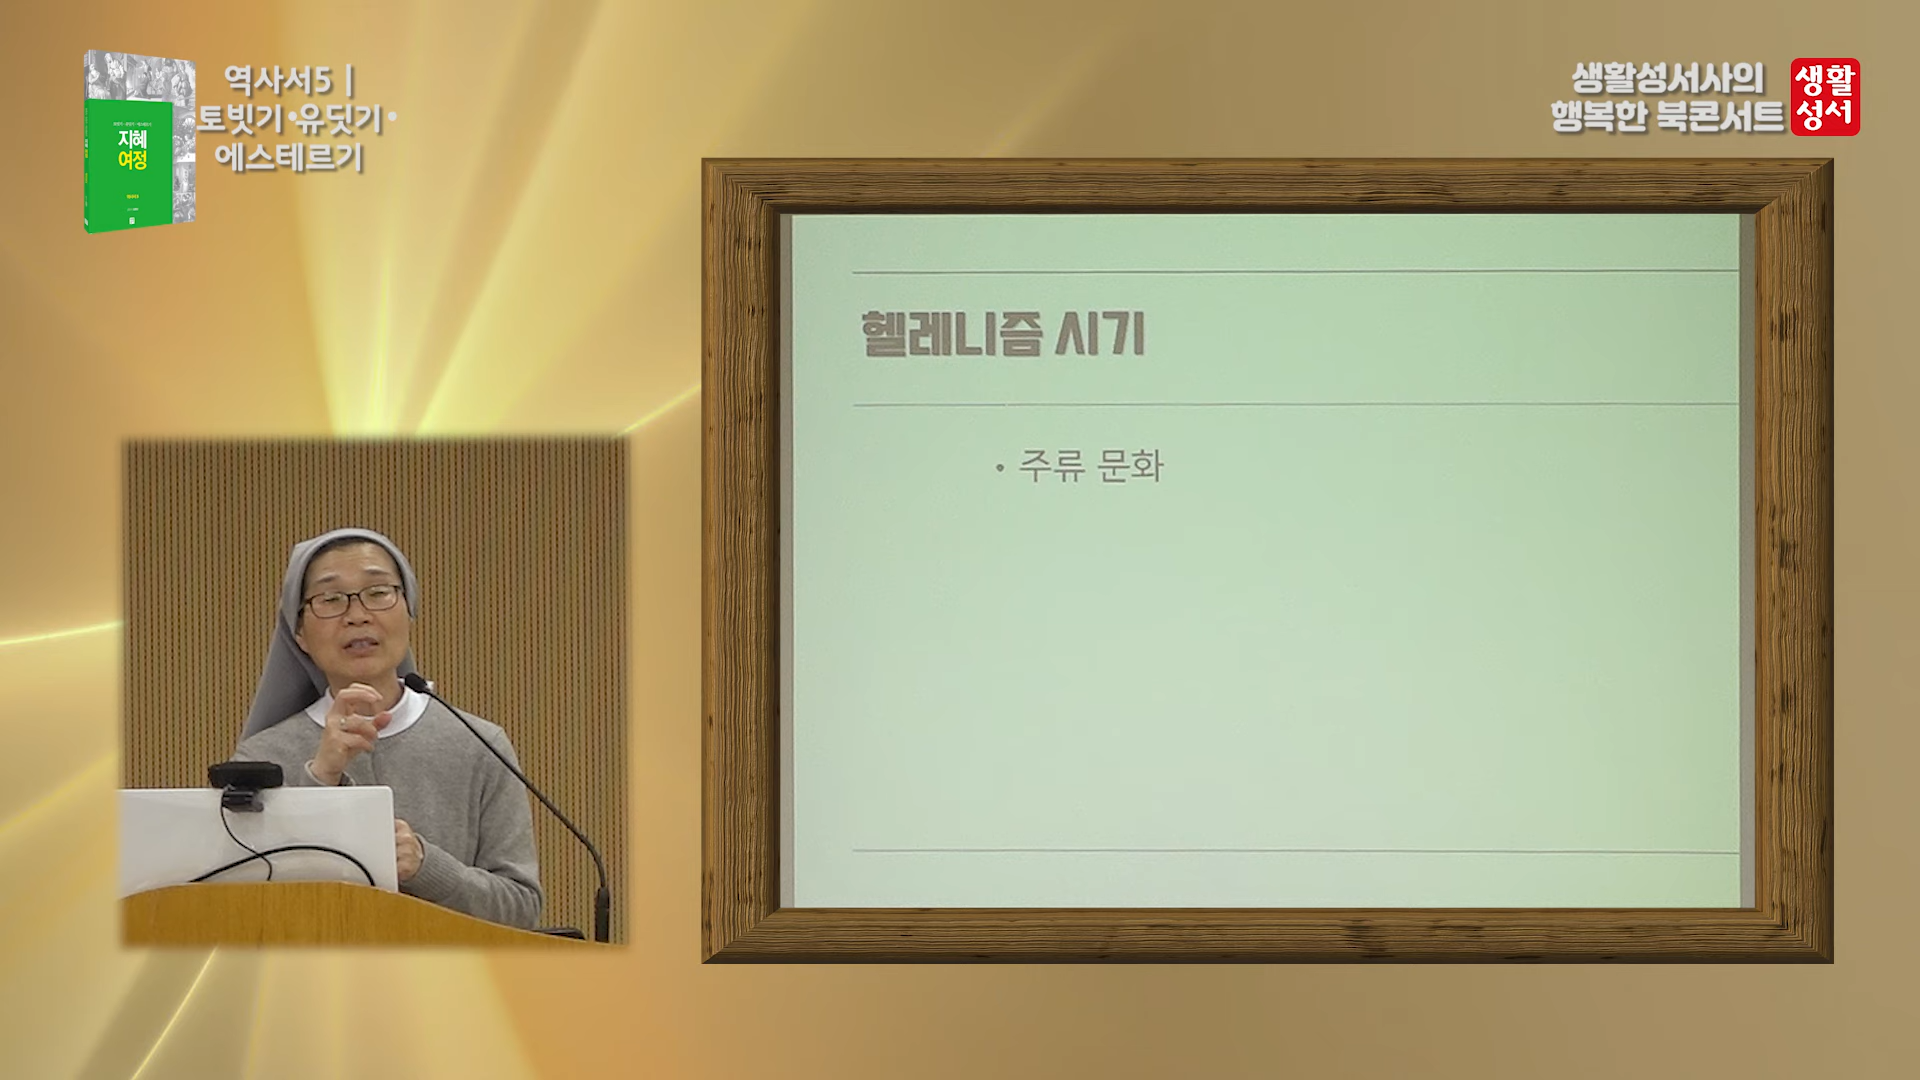 역사서5 |
토빗기•유딧기•
에스테르기
지혜
여정
생활성서사의
행복한 북콘서트
생활
성서
헬레니즘 시기
• 주류 문화